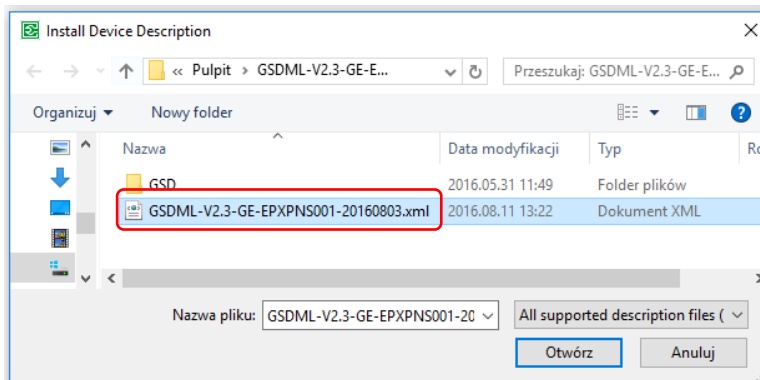 Install Device Description
« Pulpit > GSDML-V2.3-GE-E...
Przeszukaj: GSDML-V2.3-GE-E...
Organizuj Nowy folder
Nazwa Data modyfikacji Typ Ro
GSD 2016.05.31 11:49 Folder plików
GSDML-V2.3-GE-EPXPNS001-20160803.xml 2016.08.11 13:22 Dokument XML
Nazwa pliku: GSDML-V2.3-GE-EPXPNS001-20 All supported description files (
Otwórz Anuluj